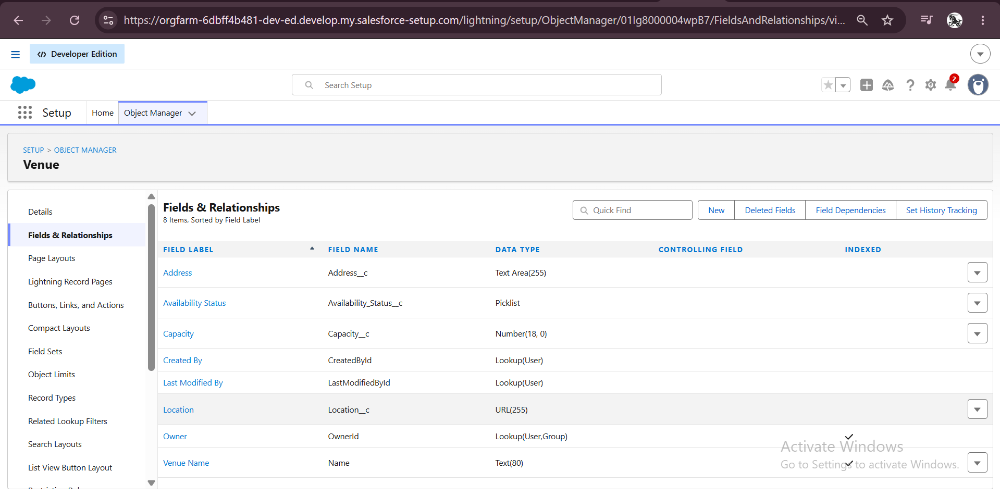 https://orgfarm-6dbff4b481-dev-ed.develop.my.salesforce-setup.com/lightning/setup/ObjectManager/01Ig8000004wpB7/FieldsAndRelationships/vi...
Developer Edition
Search Setup
2
Setup
Home
Object Manager
SETUP > OBJECT MANAGER
Venue
Details
Fields & Relationships
Page Layouts
Lightning Record Pages
Buttons, Links, and Actions
Compact Layouts
Field Sets
Object Limits
Record Types
Related Lookup Filters
Search Layouts
List View Button Layout
Fields & Relationships
8 Items, Sorted by Field Label
Quick Find
New
Deleted Fields
Field Dependencies
Set History Tracking
FIELD LABEL FIELD NAME DATA TYPE CONTROLLING FIELD INDEXED
Address Address__c Text Area(255)
Availability Status Availability_Status__c Picklist
Capacity Capacity__c Number(18, 0)
Created By CreatedById Lookup(User)
Last Modified By LastModifiedById Lookup(User)
Location Location__c URL(255)
Owner OwnerId Lookup(User,Group)
Venue Name Name Text(80)
Activate Windows
Go to Settings to activate Windows.